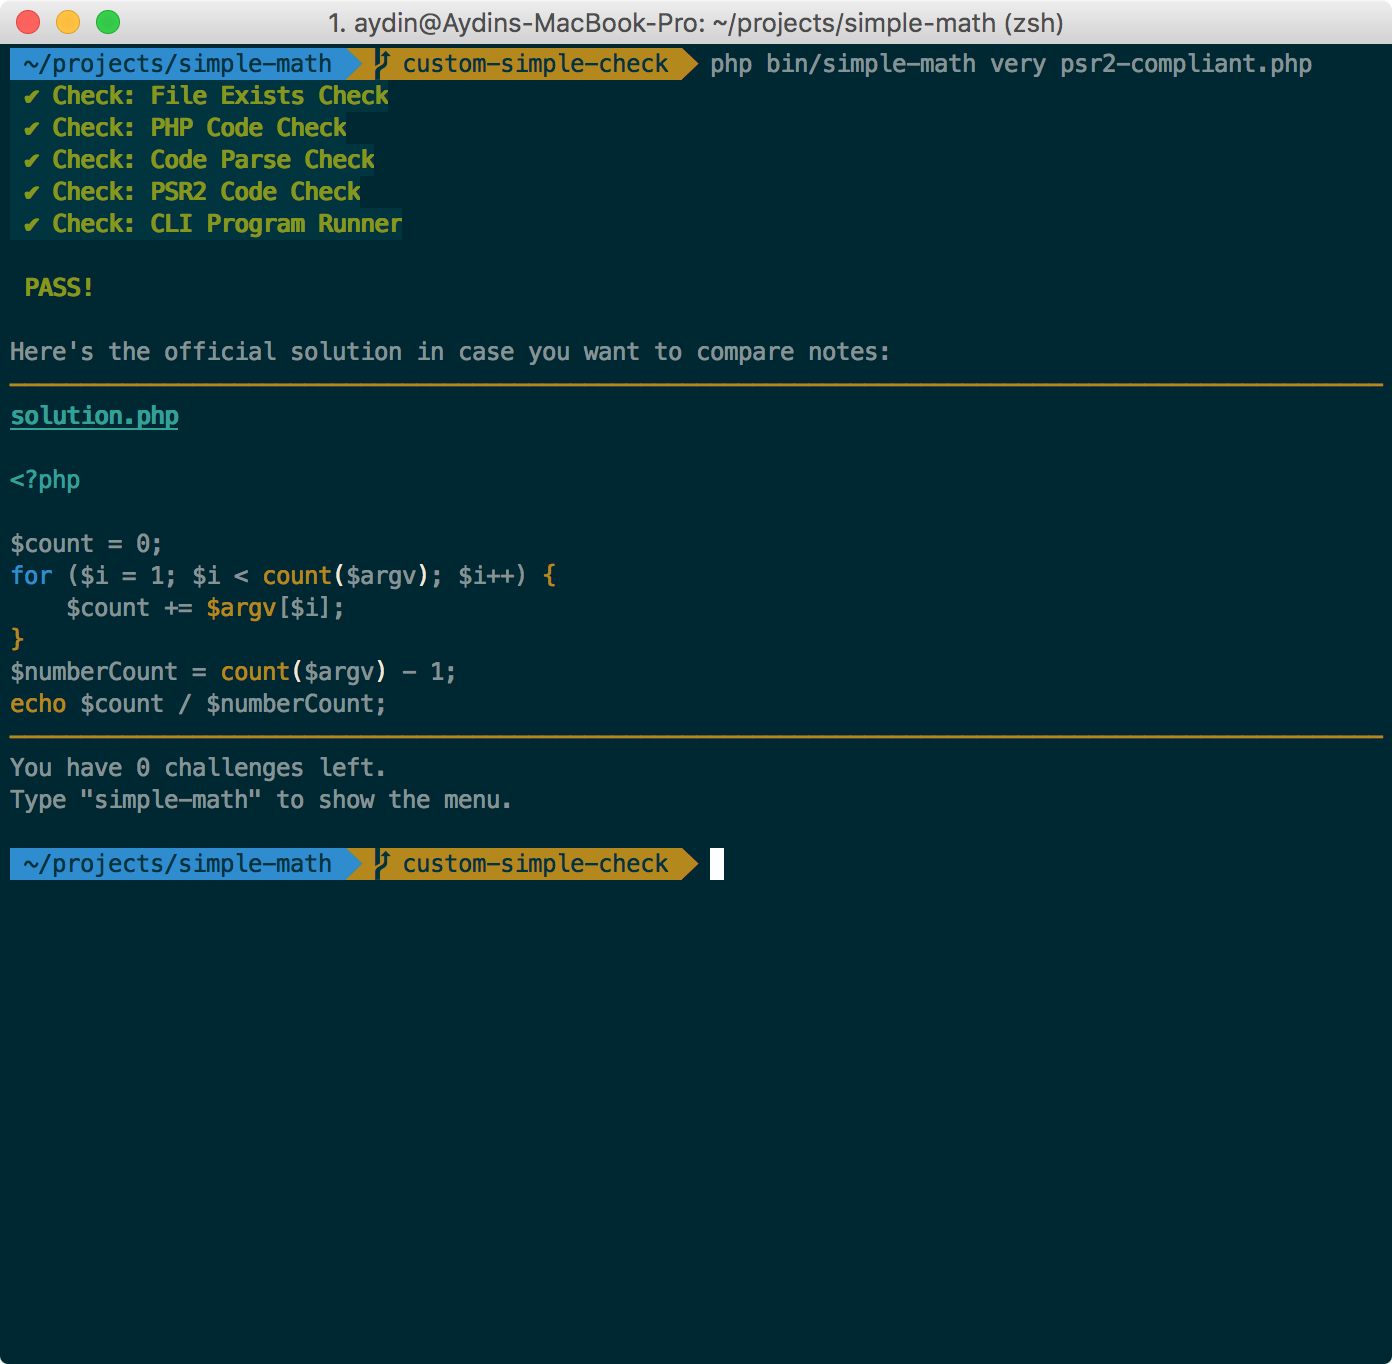 1. aydin@Aydins-MacBook-Pro: ~/projects/simple-math (zsh)
~/projects/simple-math custom-simple-check php bin/simple-math very psr2-compliant.php
✔ Check: File Exists Check
✔ Check: PHP Code Check
✔ Check: Code Parse Check
✔ Check: PSR2 Code Check
✔ Check: CLI Program Runner
PASS!
Here's the official solution in case you want to compare notes:
solution.php
<?php
$count = 0;
for ($i = 1; $i < count($argv); $i++) {
    $count += $argv[$i];
}
$numberCount = count($argv) - 1;
echo $count / $numberCount;
You have 0 challenges left.
Type "simple-math" to show the menu.
~/projects/simple-math custom-simple-check